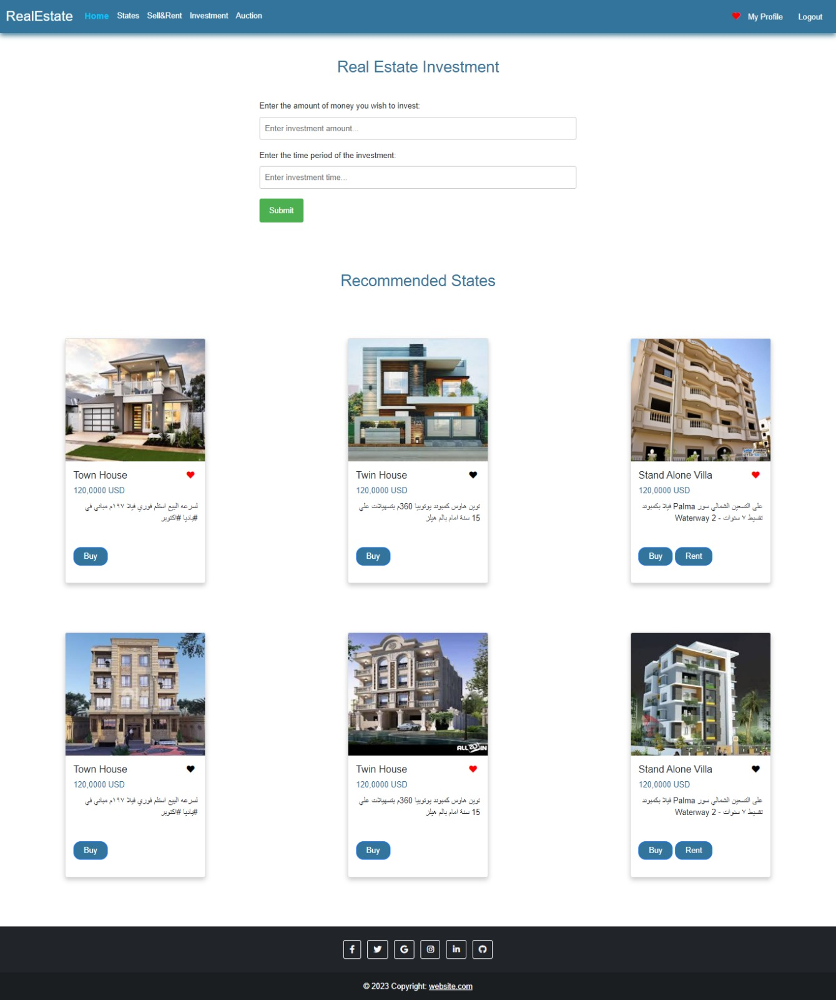 RealEstate Home States Sell&Rent Investment Auction My Profile Logout
Real Estate Investment
Enter the amount of money you wish to invest:
Enter investment amount...
Enter the time period of the investment:
Enter investment time...
Submit
Recommended States
Town House
120,0000 USD
لسرعه البيع استلم فوري فيلا ١٩٧م مباني في
#باديا #اكتوبر
Buy
Twin House
120,0000 USD
توين هاوس كمبوند يوتوبيا 360م بتسهيلات علي
15 سنة امام بالم هيلز
Buy
Stand Alone Villa
120,0000 USD
على التسعين الشمالي سور Palma فيلا بكمبوند
تقسيط ٧ سنوات - Waterway 2
Buy Rent
Town House
120,0000 USD
لسرعه البيع استلم فوري فيلا ١٩٧م مباني في
#باديا #اكتوبر
Buy
ALL IN
Twin House
120,0000 USD
توين هاوس كمبوند يوتوبيا 360م بتسهيلات علي
15 سنة امام بالم هيلز
Buy
Stand Alone Villa
120,0000 USD
على التسعين الشمالي سور Palma فيلا بكمبوند
تقسيط ٧ سنوات - Waterway 2
Buy Rent
© 2023 Copyright: website.com